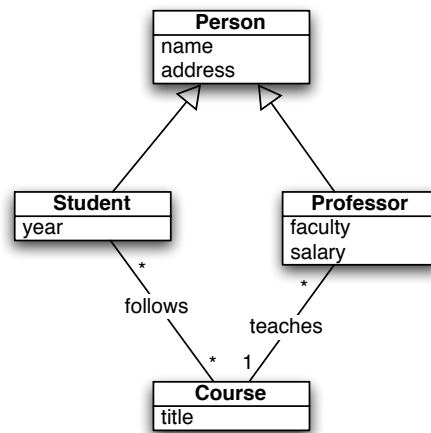 Person
name
address
Student
year
Professor
faculty
salary
*
*
follows
teaches
*
1
Course
title